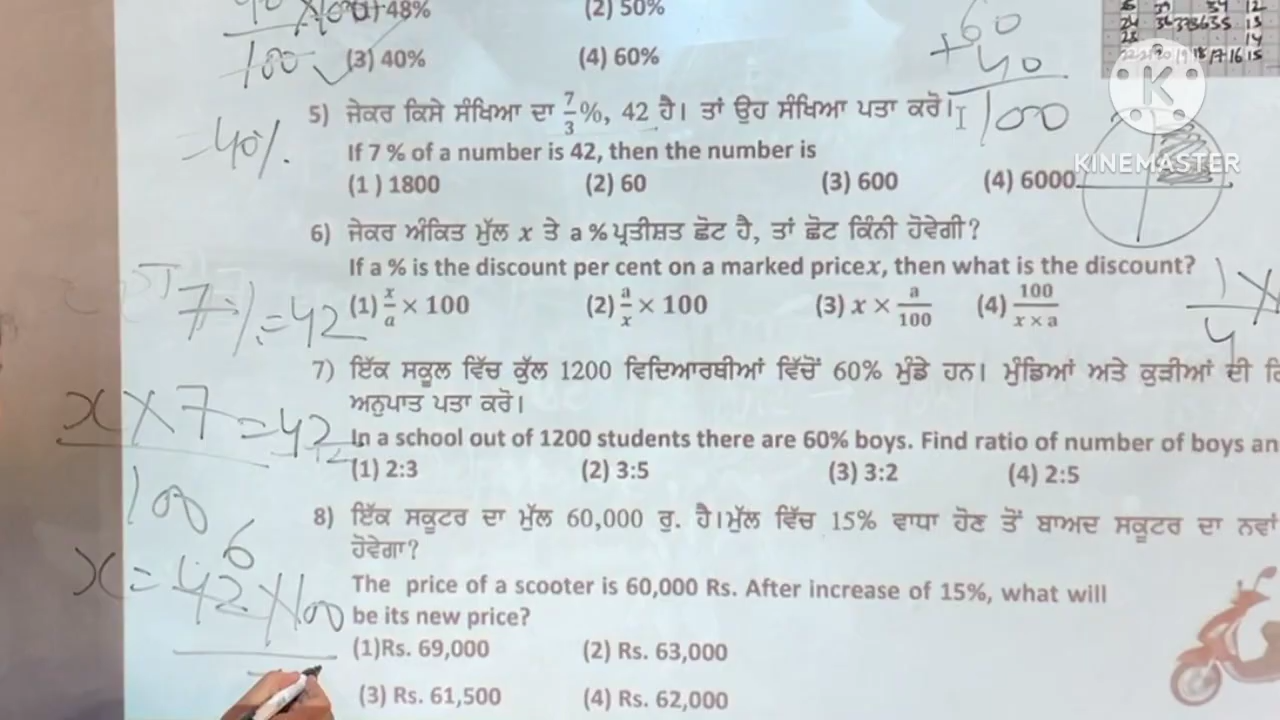 (1) 48% (2) 50%
(3) 40% (4) 60%
100
= 40%.
60
+ 40
100
KINEMASTER
5) ਜੇਕਰ ਕਿਸੇ ਸੰਖਿਆ ਦਾ 7/3 %, 42 ਹੈ। ਤਾਂ ਉਹ ਸੰਖਿਆ ਪਤਾ ਕਰੋ।
If 7 % of a number is 42, then the number is
(1 ) 1800 (2) 60 (3) 600 (4) 6000
6) ਜੇਕਰ ਅੰਕਿਤ ਮੁੱਲ x ਤੇ a % ਪ੍ਰਤੀਸ਼ਤ ਛੋਟ ਹੈ, ਤਾਂ ਛੋਟ ਕਿੰਨੀ ਹੋਵੇਗੀ?
If a % is the discount per cent on a marked pricex, then what is the discount?
(1) x/a × 100 (2) a/x × 100 (3) x × a/100 (4) 100/(x × a)
7% = 42
7) ਇੱਕ ਸਕੂਲ ਵਿੱਚ ਕੁੱਲ 1200 ਵਿਦਿਆਰਥੀਆਂ ਵਿੱਚੋਂ 60% ਮੁੰਡੇ ਹਨ। ਮੁੰਡਿਆਂ ਅਤੇ ਕੁੜੀਆਂ ਦੀ
ਅਨੁਪਾਤ ਪਤਾ ਕਰੋ।
In a school out of 1200 students there are 60% boys. Find ratio of number of boys an
(1) 2:3 (2) 3:5 (3) 3:2 (4) 2:5
x × 7 = 42
100
8) ਇੱਕ ਸਕੂਟਰ ਦਾ ਮੁੱਲ 60,000 ਰੁ. ਹੈ।ਮੁੱਲ ਵਿੱਚ 15% ਵਾਧਾ ਹੋਣ ਤੋਂ ਬਾਅਦ ਸਕੂਟਰ ਦਾ ਨਵਾਂ
ਹੋਵੇਗਾ?
The price of a scooter is 60,000 Rs. After increase of 15%, what will
be its new price?
(1)Rs. 69,000 (2) Rs. 63,000
(3) Rs. 61,500 (4) Rs. 62,000
6
x = 42 × 100